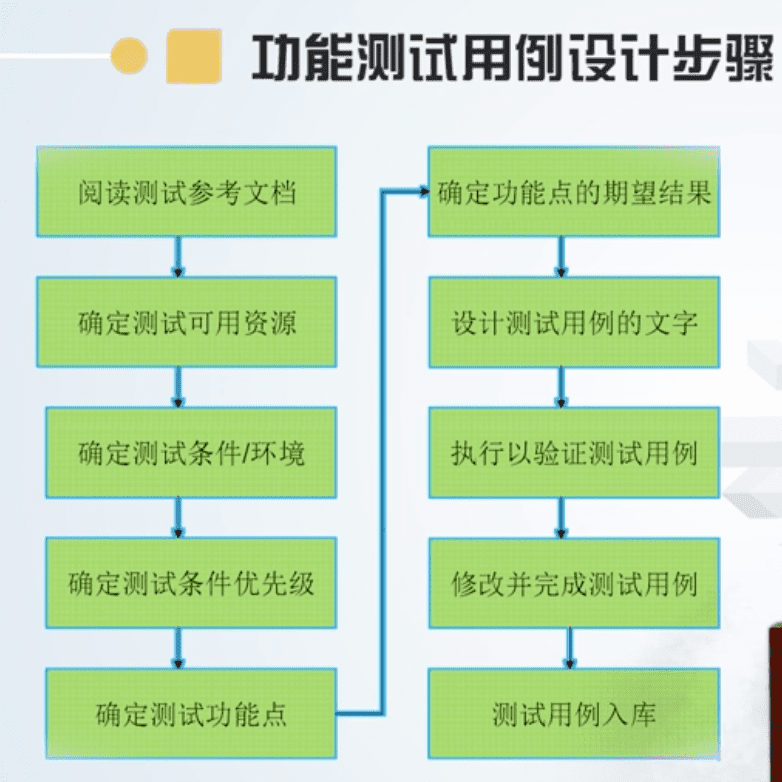 功能测试用例设计步骤
阅读测试参考文档
确定测试可用资源
确定测试条件/环境
确定测试条件优先级
确定测试功能点
确定功能点的期望结果
设计测试用例的文字
执行以验证测试用例
修改并完成测试用例
测试用例入库